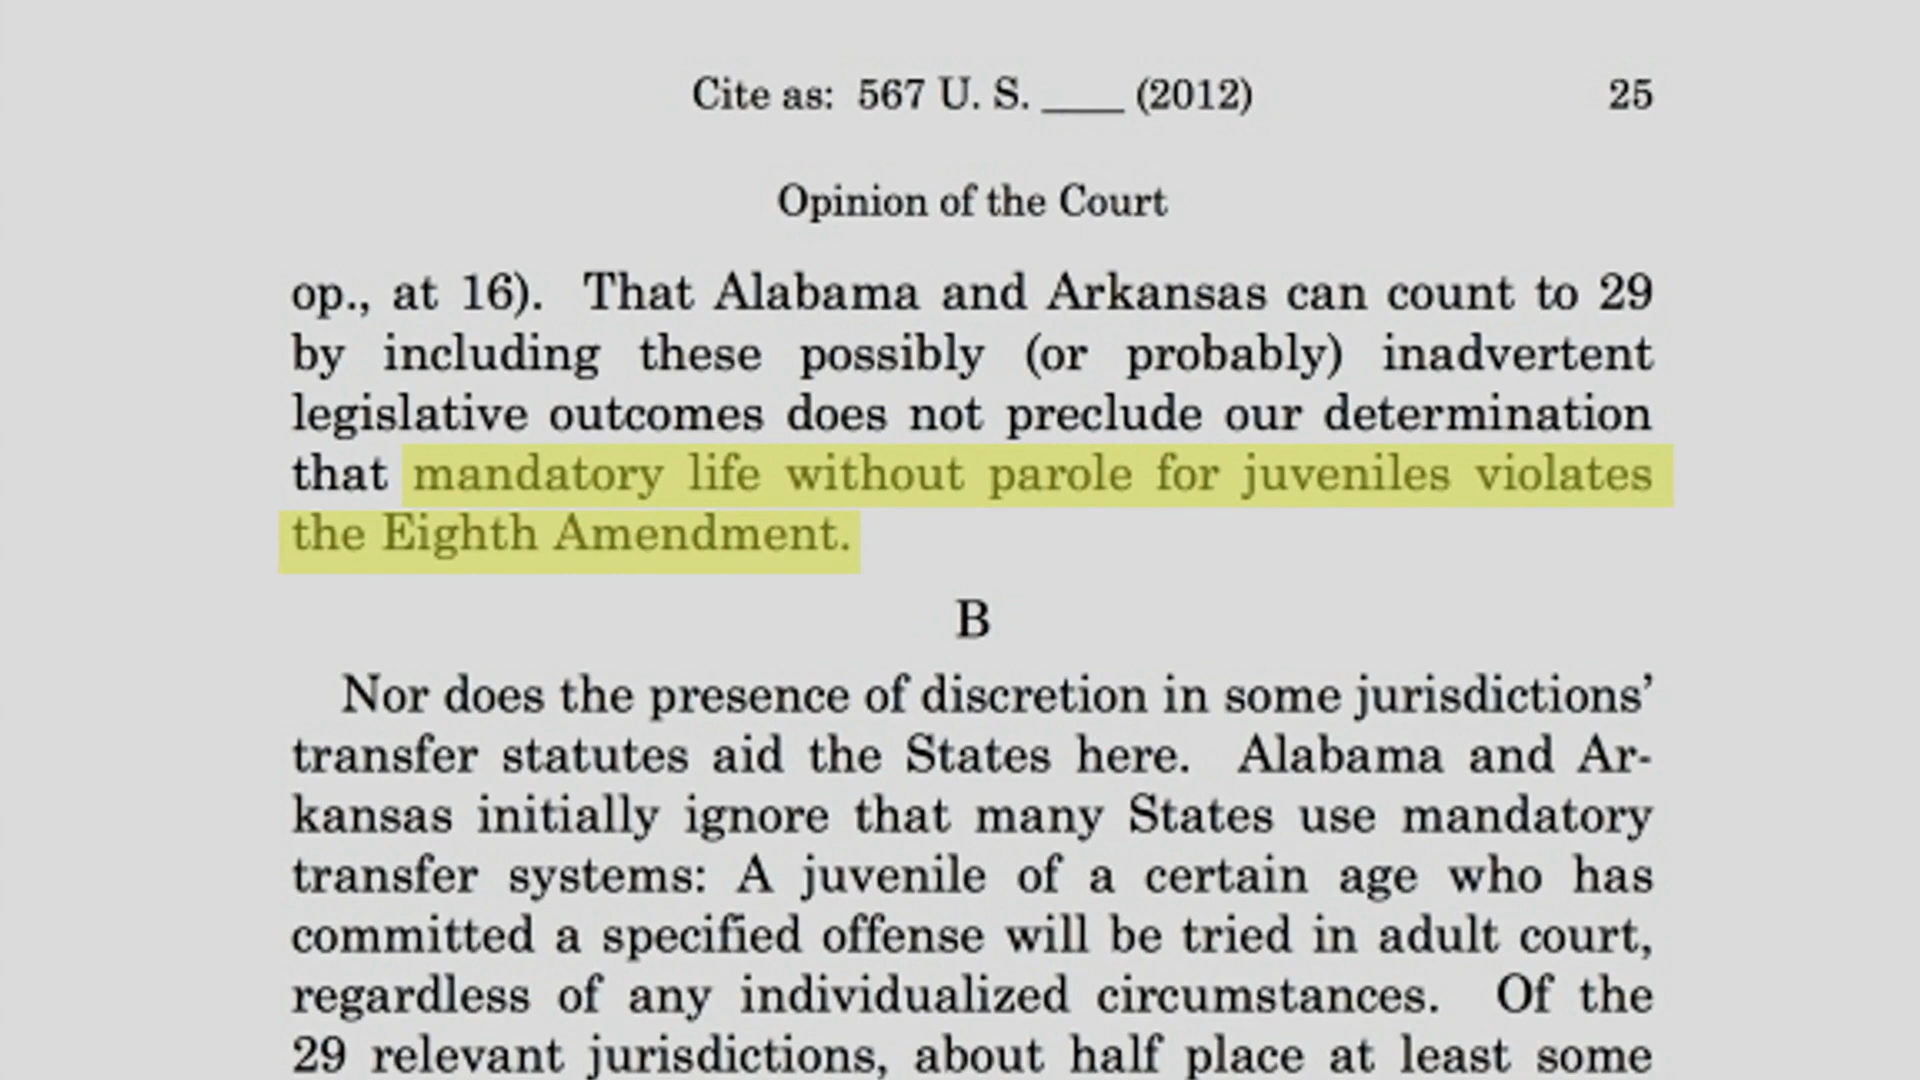 Cite as: 567 U. S. ____ (2012) 25
Opinion of the Court
op., at 16). That Alabama and Arkansas can count to 29
by including these possibly (or probably) inadvertent
legislative outcomes does not preclude our determination
that mandatory life without parole for juveniles violates
the Eighth Amendment.
B
Nor does the presence of discretion in some jurisdictions’
transfer statutes aid the States here. Alabama and Ar-
kansas initially ignore that many States use mandatory
transfer systems: A juvenile of a certain age who has
committed a specified offense will be tried in adult court,
regardless of any individualized circumstances. Of the
29 relevant jurisdictions, about half place at least some